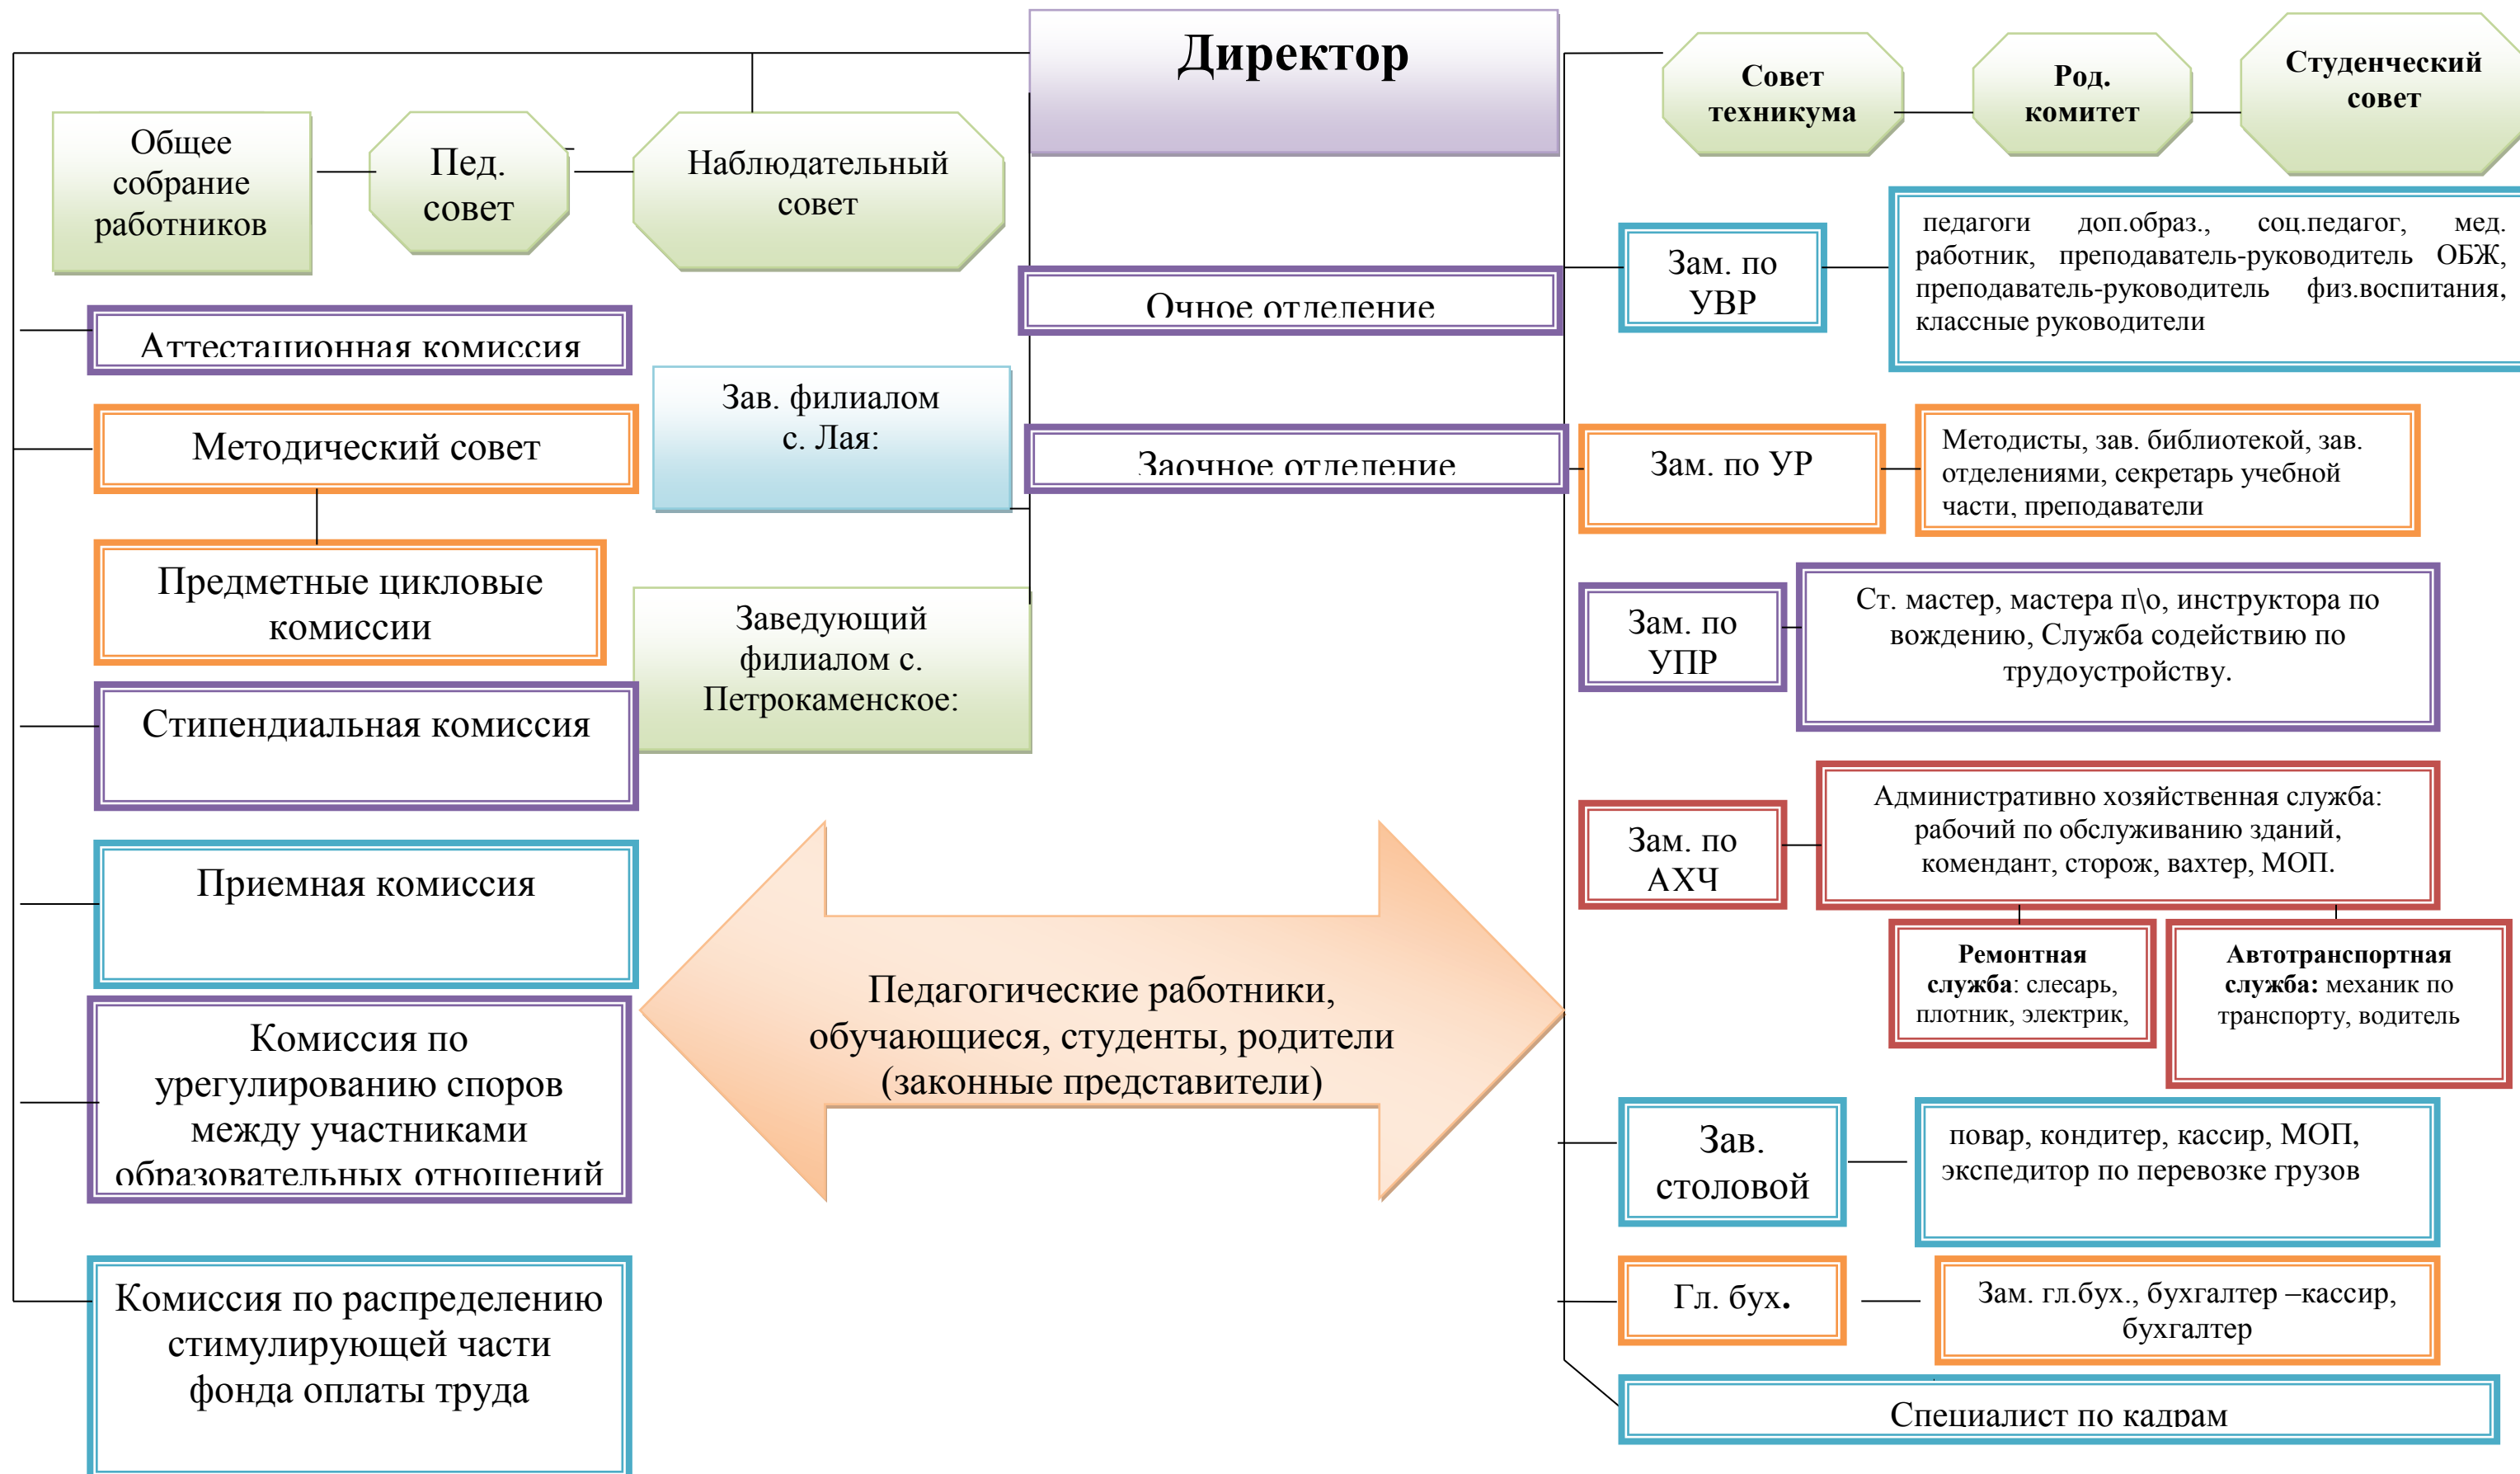 Директор
Совет
техникума
Род.
комитет
Студенческий
совет
Общее
собрание
работников
Пед.
совет
Наблюдательный
совет
Очное отделение
Зам. по
УВР
педагоги доп.образ., соц.педагог, мед.
работник, преподаватель-руководитель ОБЖ,
преподаватель-руководитель физ.воспитания,
классные руководители
Аттестационная комиссия
Зав. филиалом
с. Лая:
Методический совет
Заочное отделение
Зам. по УР
Методисты, зав. библиотекой, зав.
отделениями, секретарь учебной
части, преподаватели
Предметные цикловые
комиссии
Заведующий
филиалом с.
Петрокаменское:
Зам. по
УПР
Ст. мастер, мастера п\о, инструктора по
вождению, Служба содействию по
трудоустройству.
Стипендиальная комиссия
Зам. по
АХЧ
Административно хозяйственная служба:
рабочий по обслуживанию зданий,
комендант, сторож, вахтер, МОП.
Приемная комиссия
Ремонтная
служба: слесарь,
плотник, электрик,
Автотранспортная
служба: механик по
транспорту, водитель
Педагогические работники,
обучающиеся, студенты, родители
(законные представители)
Комиссия по
урегулированию споров
между участниками
образовательных отношений
Зав.
столовой
повар, кондитер, кассир, МОП,
экспедитор по перевозке грузов
Комиссия по распределению
стимулирующей части
фонда оплаты труда
Гл. бух.
Зам. гл.бух., бухгалтер –кассир,
бухгалтер
Специалист по кадрам